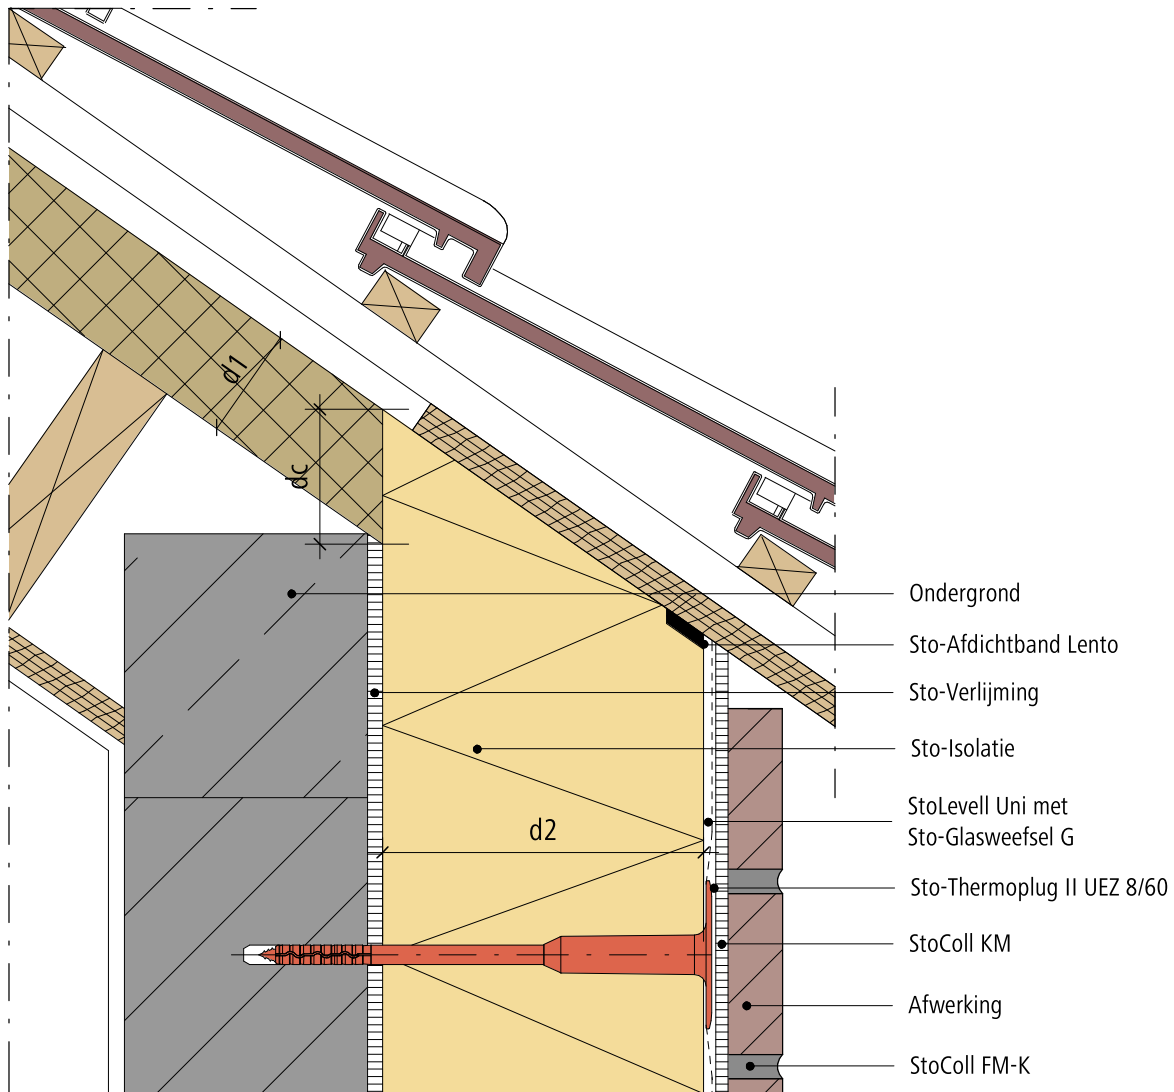 d1
dc
Ondergrond
Sto-Afdichtband Lento
Sto-Verlijming
Sto-Isolatie
StoLevell Uni met
Sto-Glasweefsel G
d2
Sto-Thermoplug II UEZ 8/60
StoColl KM
Afwerking
StoColl FM-K